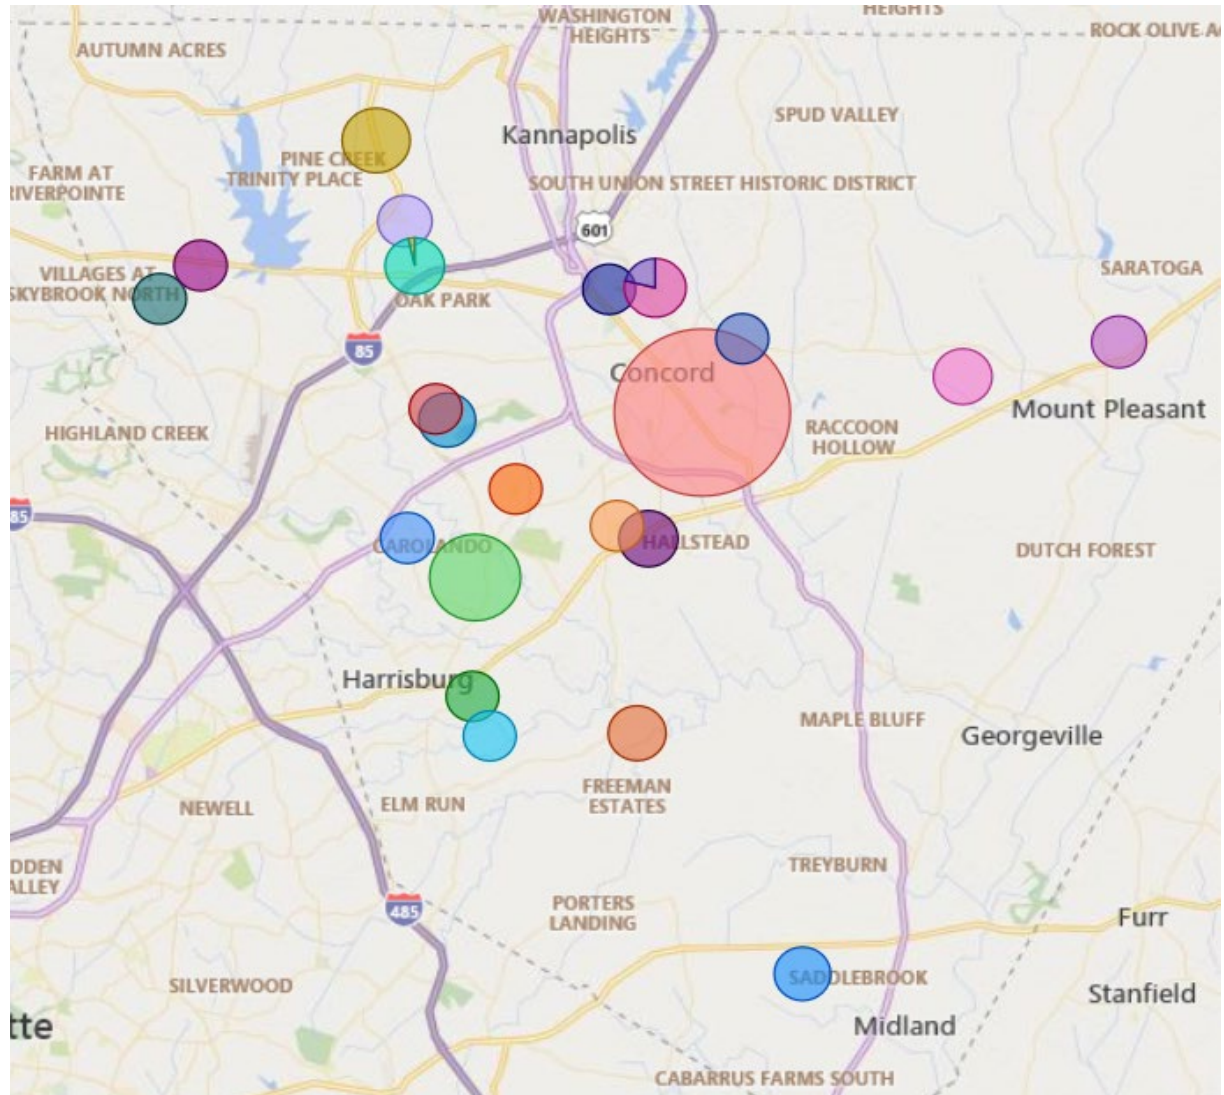 WASHINGTON
HEIGHTS
HEIGHTS
ROCK OLIVE A
AUTUMN ACRES
SPUD VALLEY
Kannapolis
PINE CREEK
TRINITY PLACE
FARM AT
RIVERPOINTE
SOUTH UNION STREET HISTORIC DISTRICT
601
VILLAGES AT
SKYBROOK NORTH
OAK PARK
SARATOGA
85
Concord
Mount Pleasant
RACCOON
HOLLOW
HIGHLAND CREEK
85
CAROLANDO
HALLSTEAD
DUTCH FOREST
Harrisburg
MAPLE BLUFF
Georgeville
NEWELL
ELM RUN
FREEMAN
ESTATES
DDEN
ALLEY
TREYBURN
485
PORTERS
LANDING
Furr
SILVERWOOD
SADDLEBROOK
Stanfield
tte
Midland
CABARRUS FARMS SOUTH